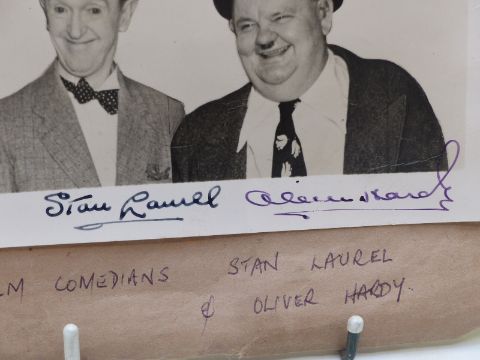 Stan Laurel Oliver Hardy
LM COMEDIANS STAN LAUREL
& OLIVER HARDY.